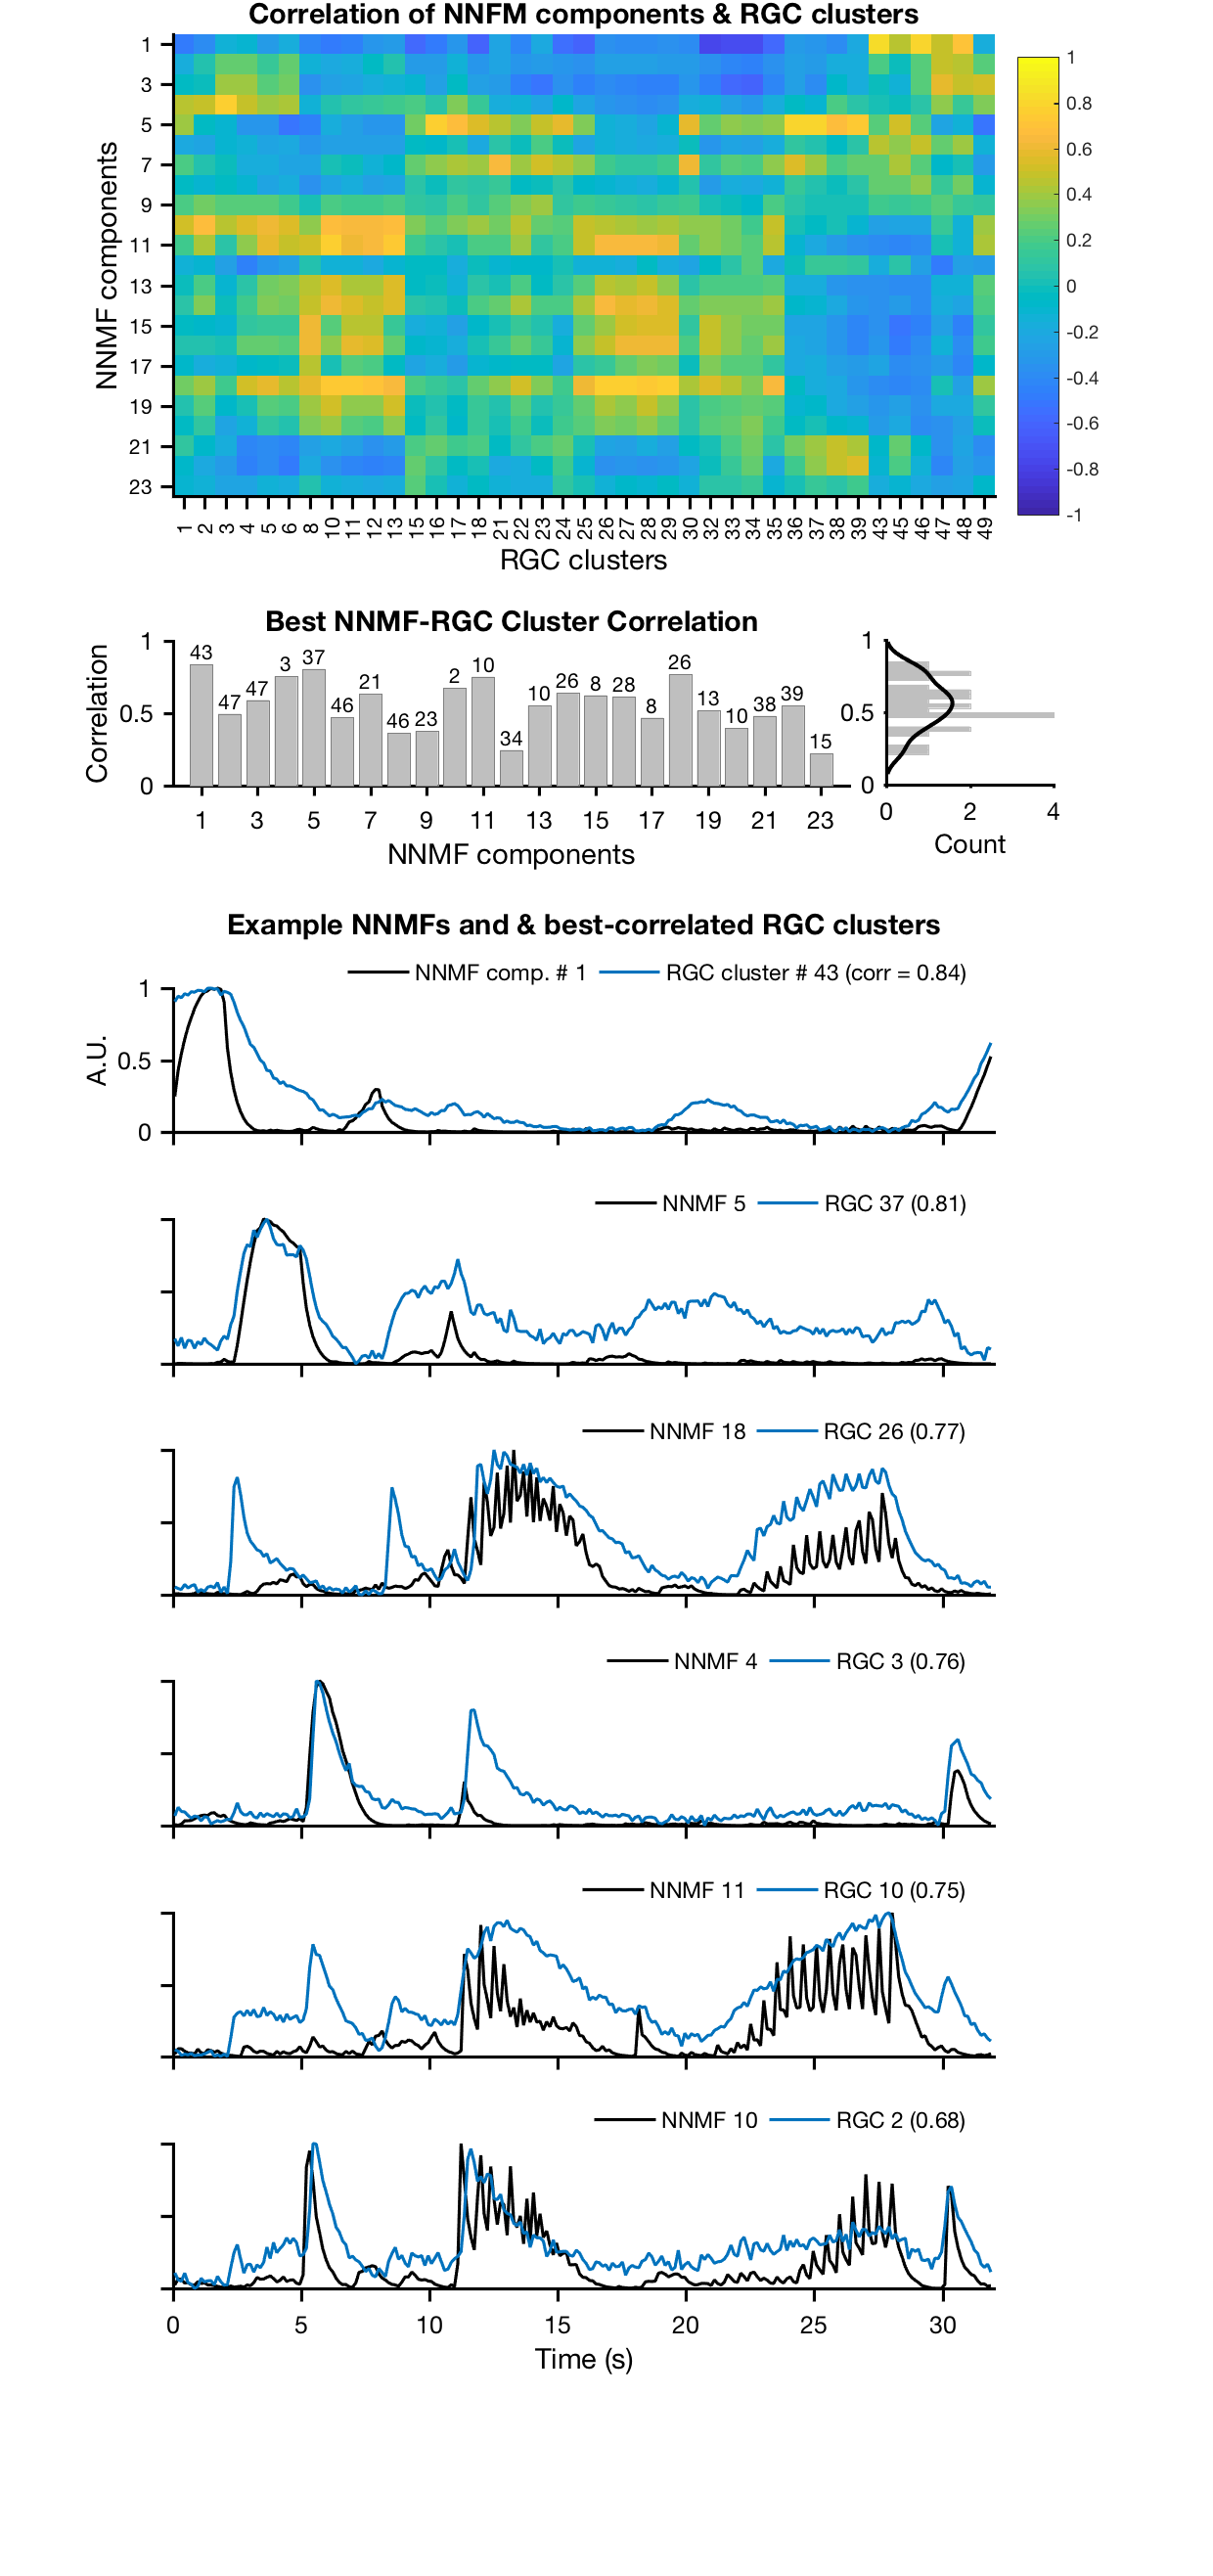 Correlation of NNFM components & RGC clusters
NNMF components
1
3
5
7
9
11
13
15
17
19
21
23
1 2 3 4 5 6 8 10 11 12 13 15 16 17 18 21 22 23 24 25 26 27 28 29 30 32 33 34 35 36 37 38 39 43 45 46 47 48 49
RGC clusters
1
0.8
0.6
0.4
0.2
0
-0.2
-0.4
-0.6
-0.8
-1
Best NNMF-RGC Cluster Correlation
Correlation
1
0.5
0
43 47 47 3 37 46 21 46 23 2 10 34 10 26 8 28 8 26 13 10 38 39 15
1 3 5 7 9 11 13 15 17 19 21 23
NNMF components
1
0.5
0
0 2 4
Count
Example NNMFs and & best-correlated RGC clusters
NNMF comp. # 1 RGC cluster # 43 (corr = 0.84)
A.U.
1
0.5
0
NNMF 5 RGC 37 (0.81)
NNMF 18 RGC 26 (0.77)
NNMF 4 RGC 3 (0.76)
NNMF 11 RGC 10 (0.75)
NNMF 10 RGC 2 (0.68)
0 5 10 15 20 25 30
Time (s)